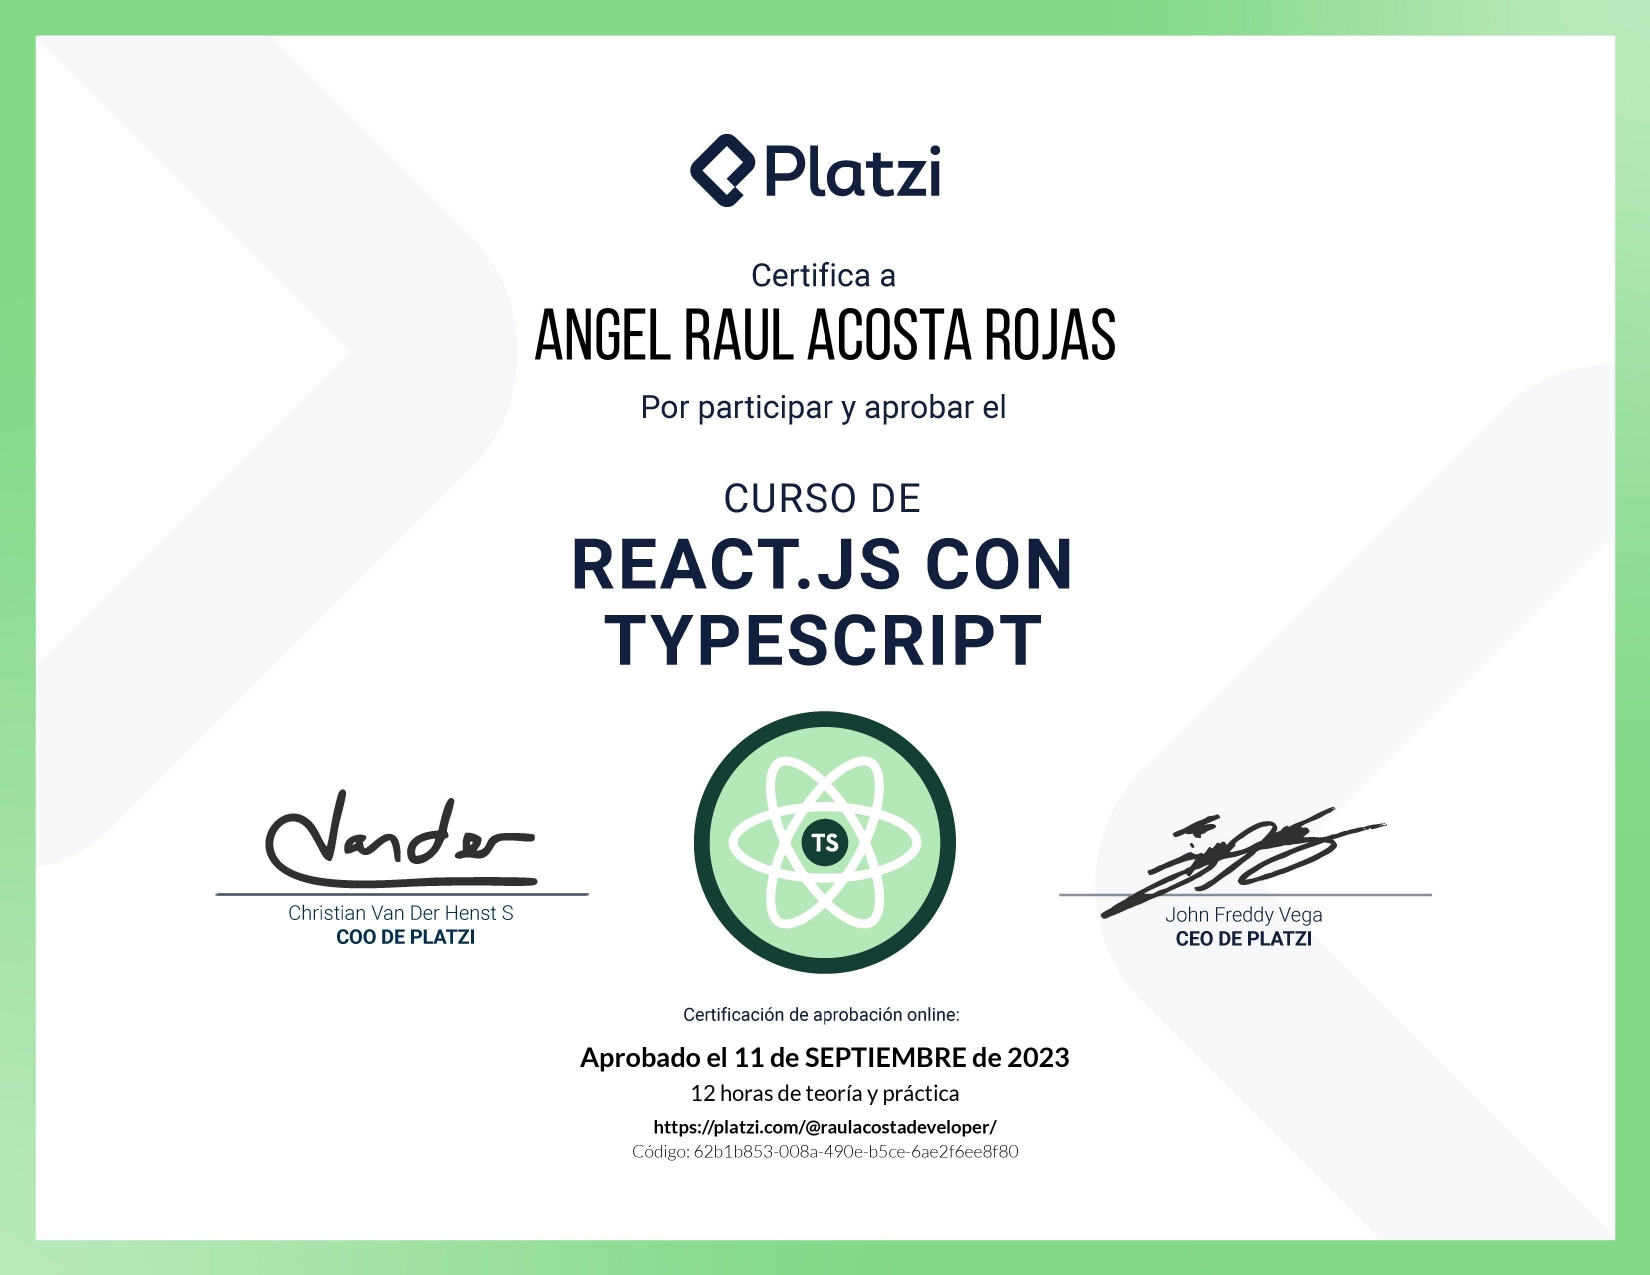 Platzi
Certifica a
ANGEL RAUL ACOSTA ROJAS
Por participar y aprobar el
CURSO DE
REACT.JS CON
TYPESCRIPT
TS
Vander
Christian Van Der Henst S
COO DE PLATZI
John Freddy Vega
CEO DE PLATZI
Certificación de aprobación online:
Aprobado el 11 de SEPTIEMBRE de 2023
12 horas de teoría y práctica
https://platzi.com/@raulacostadeveloper/
Código: 62b1b853-008a-490e-b5ce-6ae2f6ee8f80